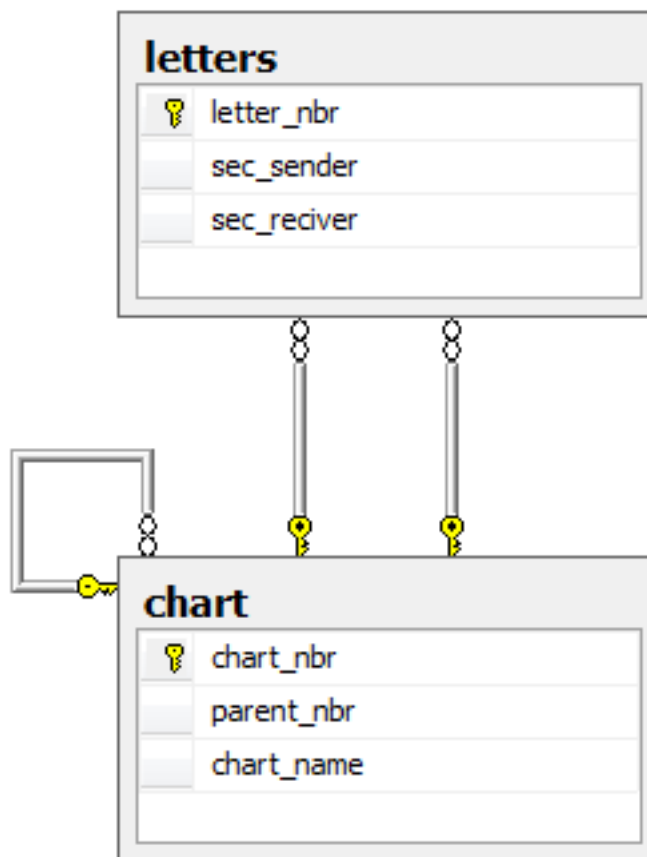 letters
letter_nbr
sec_sender
sec_reciver
chart
chart_nbr
parent_nbr
chart_name